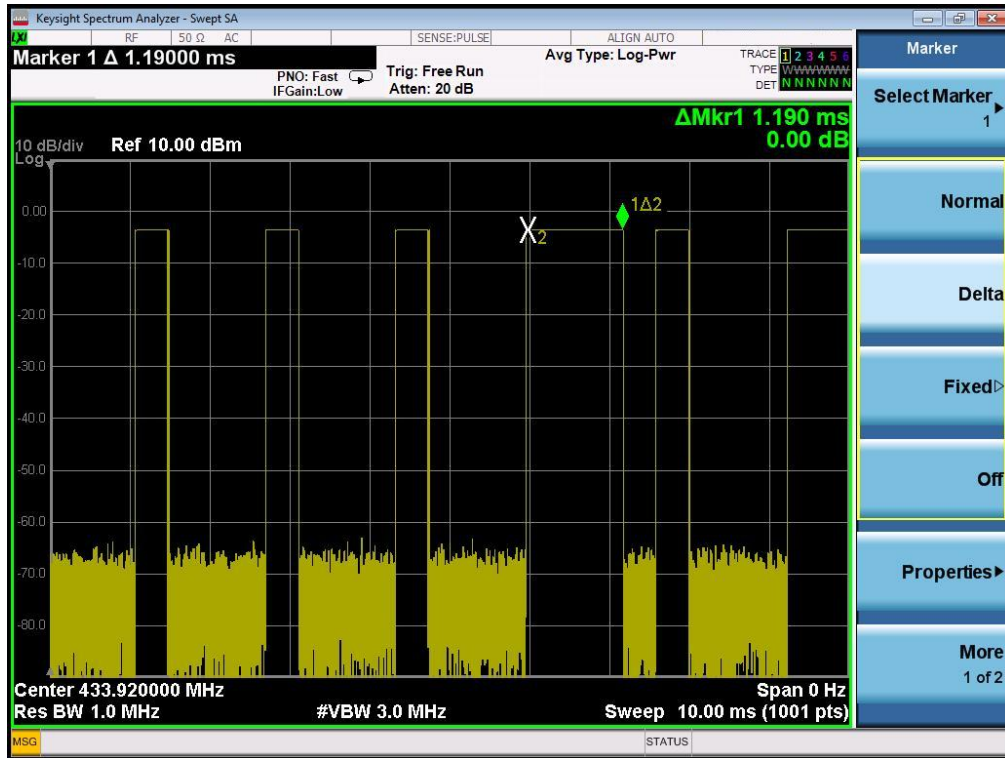 Keysight Spectrum Analyzer - Swept SA
LXI RF 50 Ω AC SENSE:PULSE ALIGN AUTO
Marker 1 Δ 1.19000 ms
PNO: Fast
IFGain:Low
Trig: Free Run
Atten: 20 dB
Avg Type: Log-Pwr
TRACE 1 2 3 4 5 6
TYPE WWWWWW
DET N N N N N N
ΔMkr1 1.190 ms
0.00 dB
10 dB/div Ref 10.00 dBm
Log
0.00
-10.0
-20.0
-30.0
-40.0
-50.0
-60.0
-70.0
-80.0
1Δ2
X2
Center 433.920000 MHz Span 0 Hz
Res BW 1.0 MHz #VBW 3.0 MHz Sweep 10.00 ms (1001 pts)
MSG STATUS
Marker
Select Marker
1
Normal
Delta
Fixed
Off
Properties
More
1 of 2